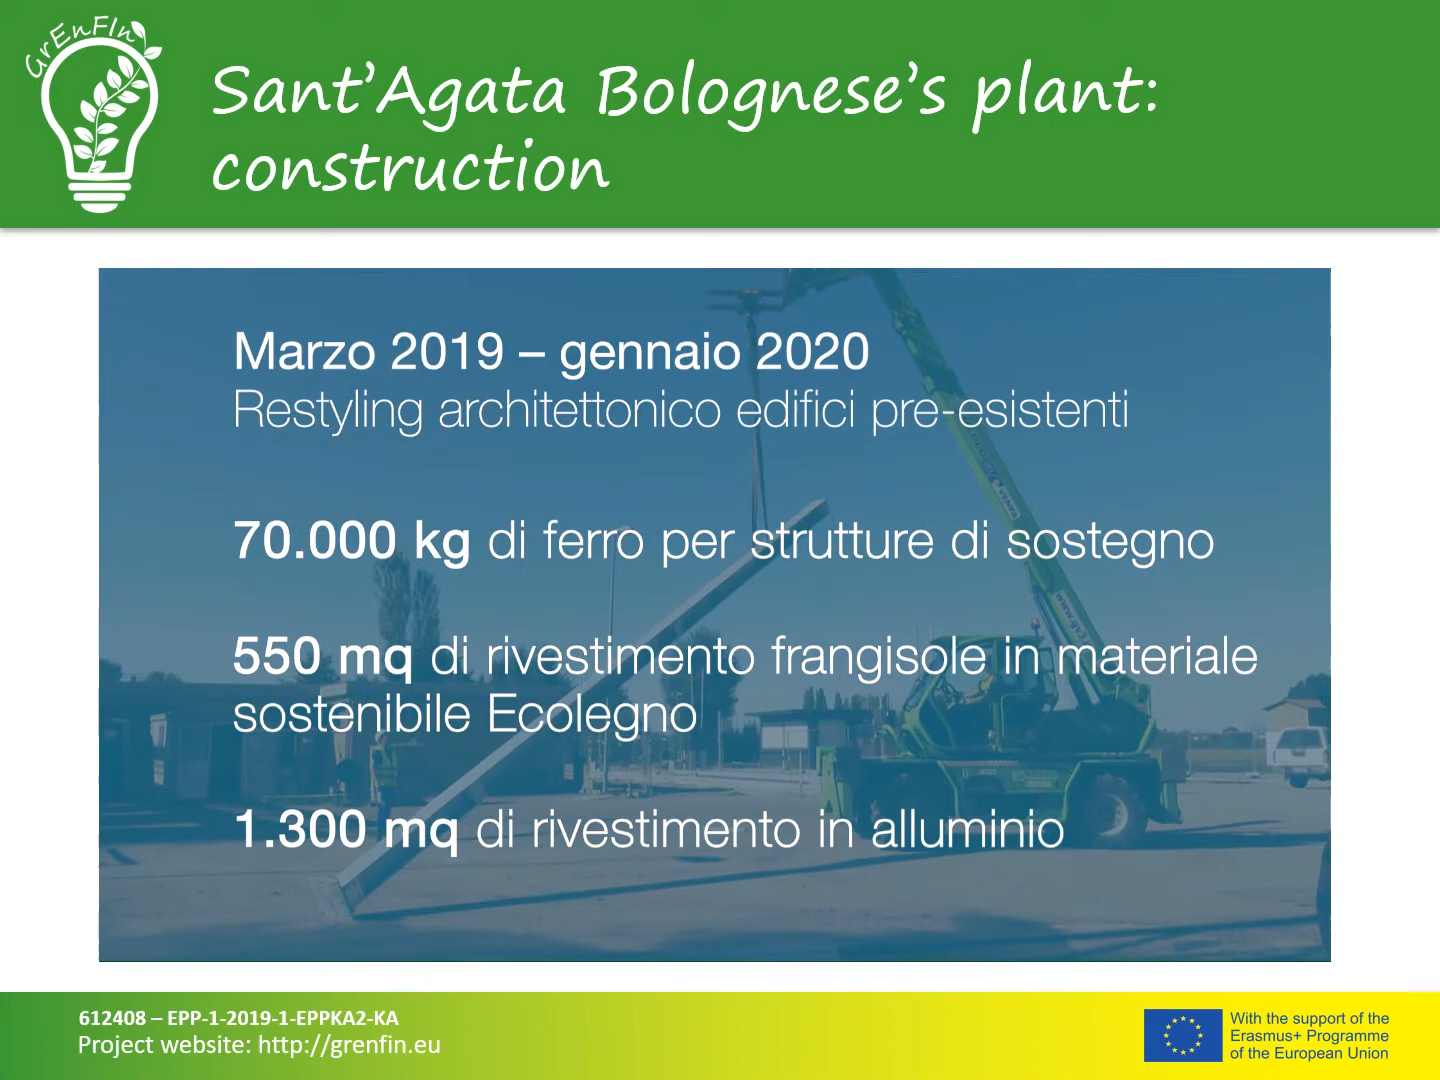 GrEnFIn
Sant’Agata Bolognese’s plant:
construction
Marzo 2019 – gennaio 2020
Restyling architettonico edifici pre-esistenti
70.000 kg di ferro per strutture di sostegno
550 mq di rivestimento frangisole in materiale
sostenibile Ecolegno
1.300 mq di rivestimento in alluminio
612408 – EPP-1-2019-1-EPPKA2-KA
Project website: http://grenfin.eu
With the support of the
Erasmus+ Programme
of the European Union